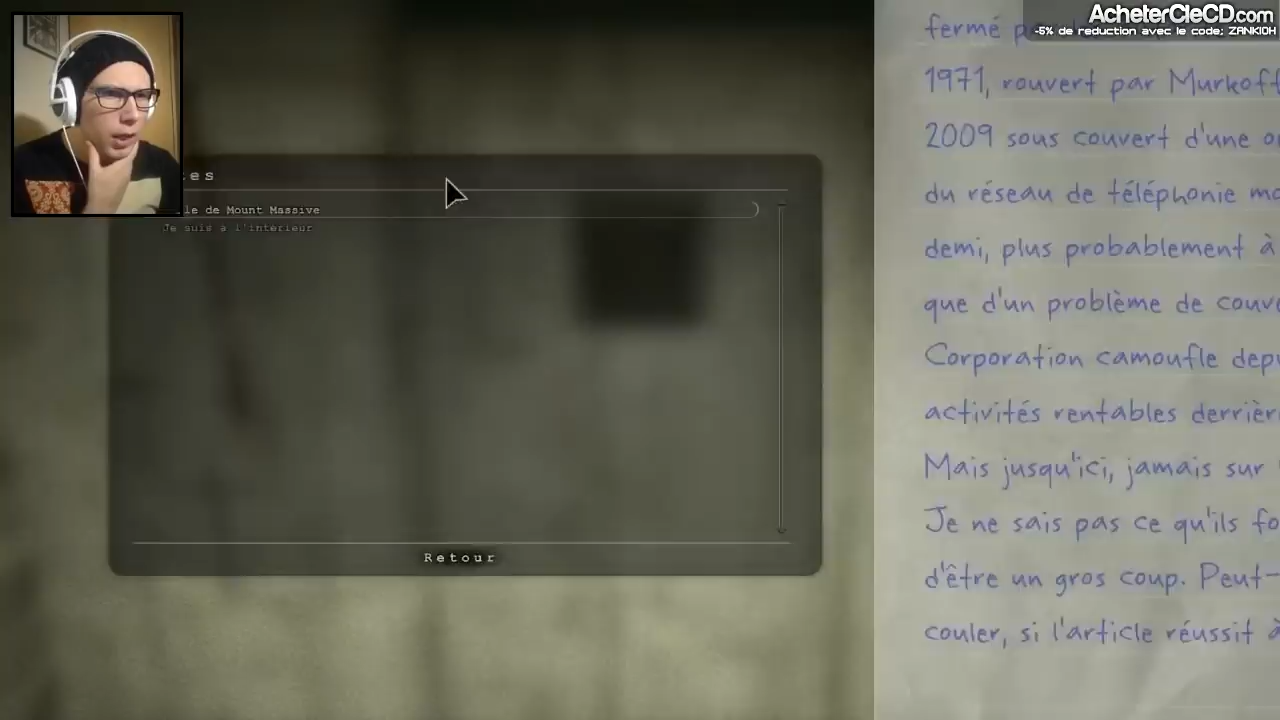 AcheterCleCD.com
-5% de reduction avec le code; ZANKIOH
de Mount Massive
Je suis à l'intérieur
Retour
fermé
1971, rouvert par Murkoff
2009 sous couvert d'une
du réseau de téléphonie
demi, plus probablement à
que d'un problème de
Corporation camoufle
activités rentables
Mais jusqu'ici, jamais sur
Je ne sais pas ce qu'ils
d'être un gros coup. Peut-
couler, si l'article réussit à